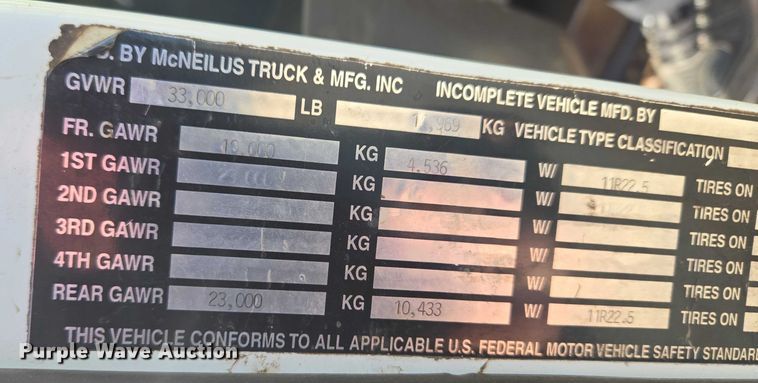 . BY McNEILUS TRUCK & MFG. INC INCOMPLETE VEHICLE MFD. BY
GVWR 33,000 LB 14,969 KG VEHICLE TYPE CLASSIFICATION
FR. GAWR KG 4,536 W/ 11R22.5 TIRES ON
1ST GAWR KG W/ TIRES ON
2ND GAWR KG W/ TIRES ON
3RD GAWR KG W/ TIRES ON
4TH GAWR KG W/ TIRES ON
REAR GAWR 23,000 KG 10,433 W/ 11R22.5 TIRES ON
THIS VEHICLE CONFORMS TO ALL APPLICABLE U.S. FEDERAL MOTOR VEHICLE SAFETY STANDARD
Purple Wave Auction